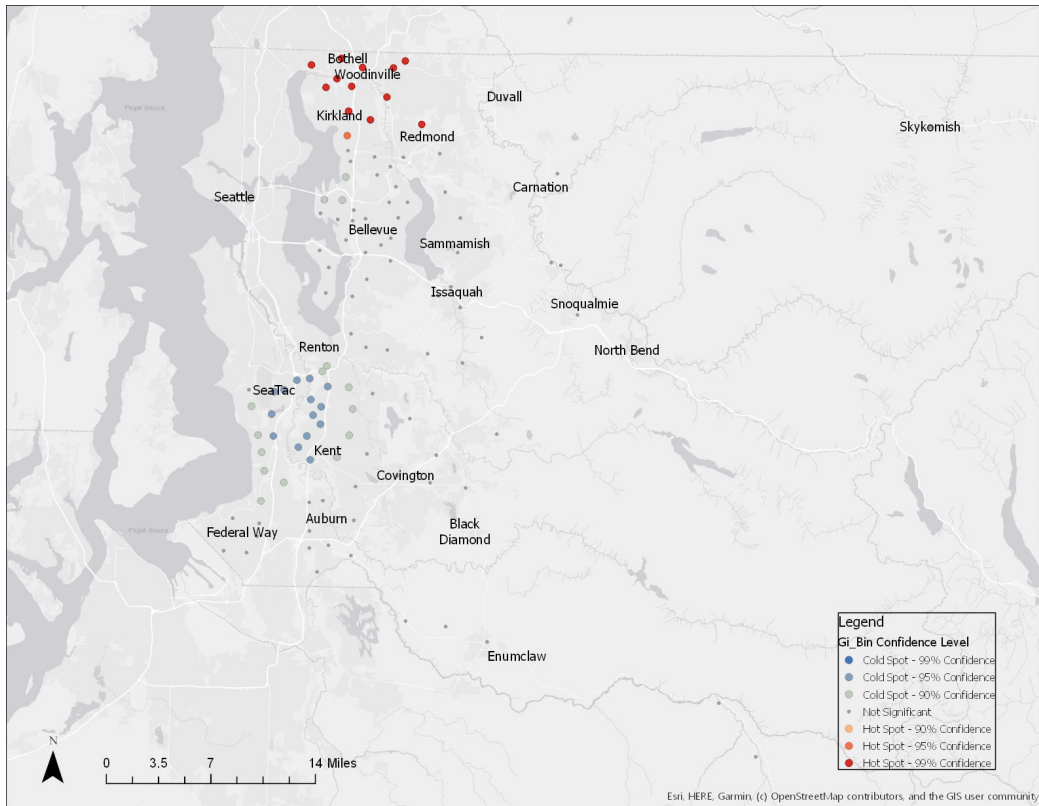 Bothell
Woodinville
Puget Sound
Duvall
Kirkland
Redmond
Skykomish
Seattle
Carnation
Bellevue
Sammamish
Issaquah
Snoqualmie
Renton
North Bend
SeaTac
Kent
Covington
Puget Sound
Federal Way
Auburn
Black
Diamond
Enumclaw
Legend
Gi_Bin Confidence Level
Cold Spot - 99% Confidence
Cold Spot - 95% Confidence
Cold Spot - 90% Confidence
Not Significant
Hot Spot - 90% Confidence
Hot Spot - 95% Confidence
Hot Spot - 99% Confidence
N
0 3.5 7 14 Miles
Esri, HERE, Garmin, (c) OpenStreetMap contributors, and the GIS user community